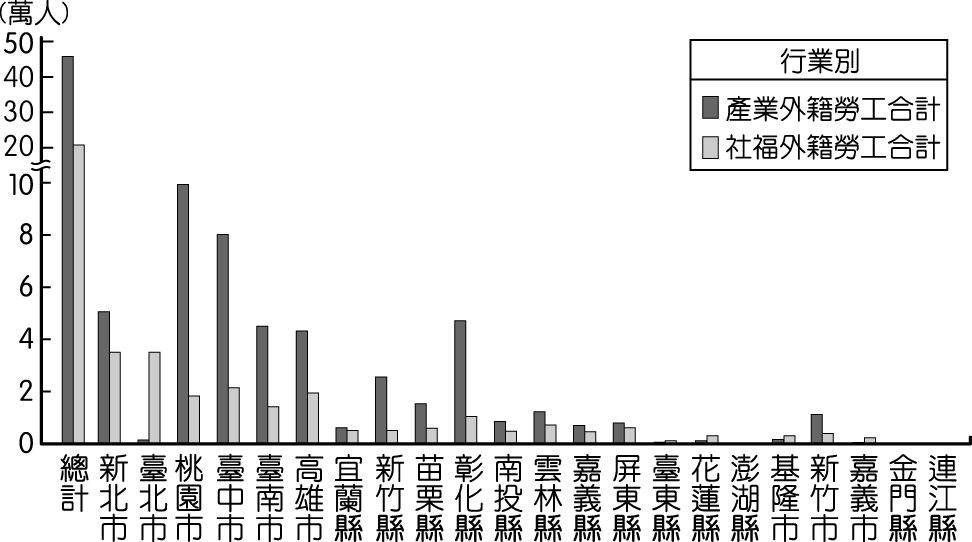 (萬人)
50
40
30
20
10
8
6
4
2
0
行業別
產業外籍勞工合計
社福外籍勞工合計
總計
新北市
臺北市
桃園市
臺中市
臺南市
高雄市
宜蘭縣
新竹縣
苗栗縣
彰化縣
南投縣
雲林縣
嘉義縣
屏東縣
臺東縣
花蓮縣
澎湖縣
基隆市
新竹市
嘉義市
金門縣
連江縣